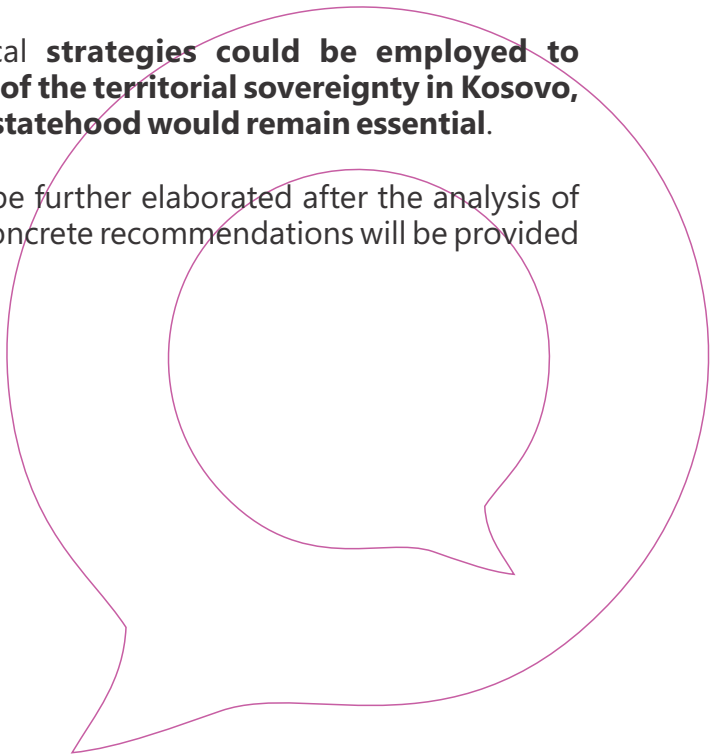 cal strategies could be employed to
of the territorial sovereignty in Kosovo,
statehood would remain essential.
be further elaborated after the analysis of
oncrete recommendations will be provided